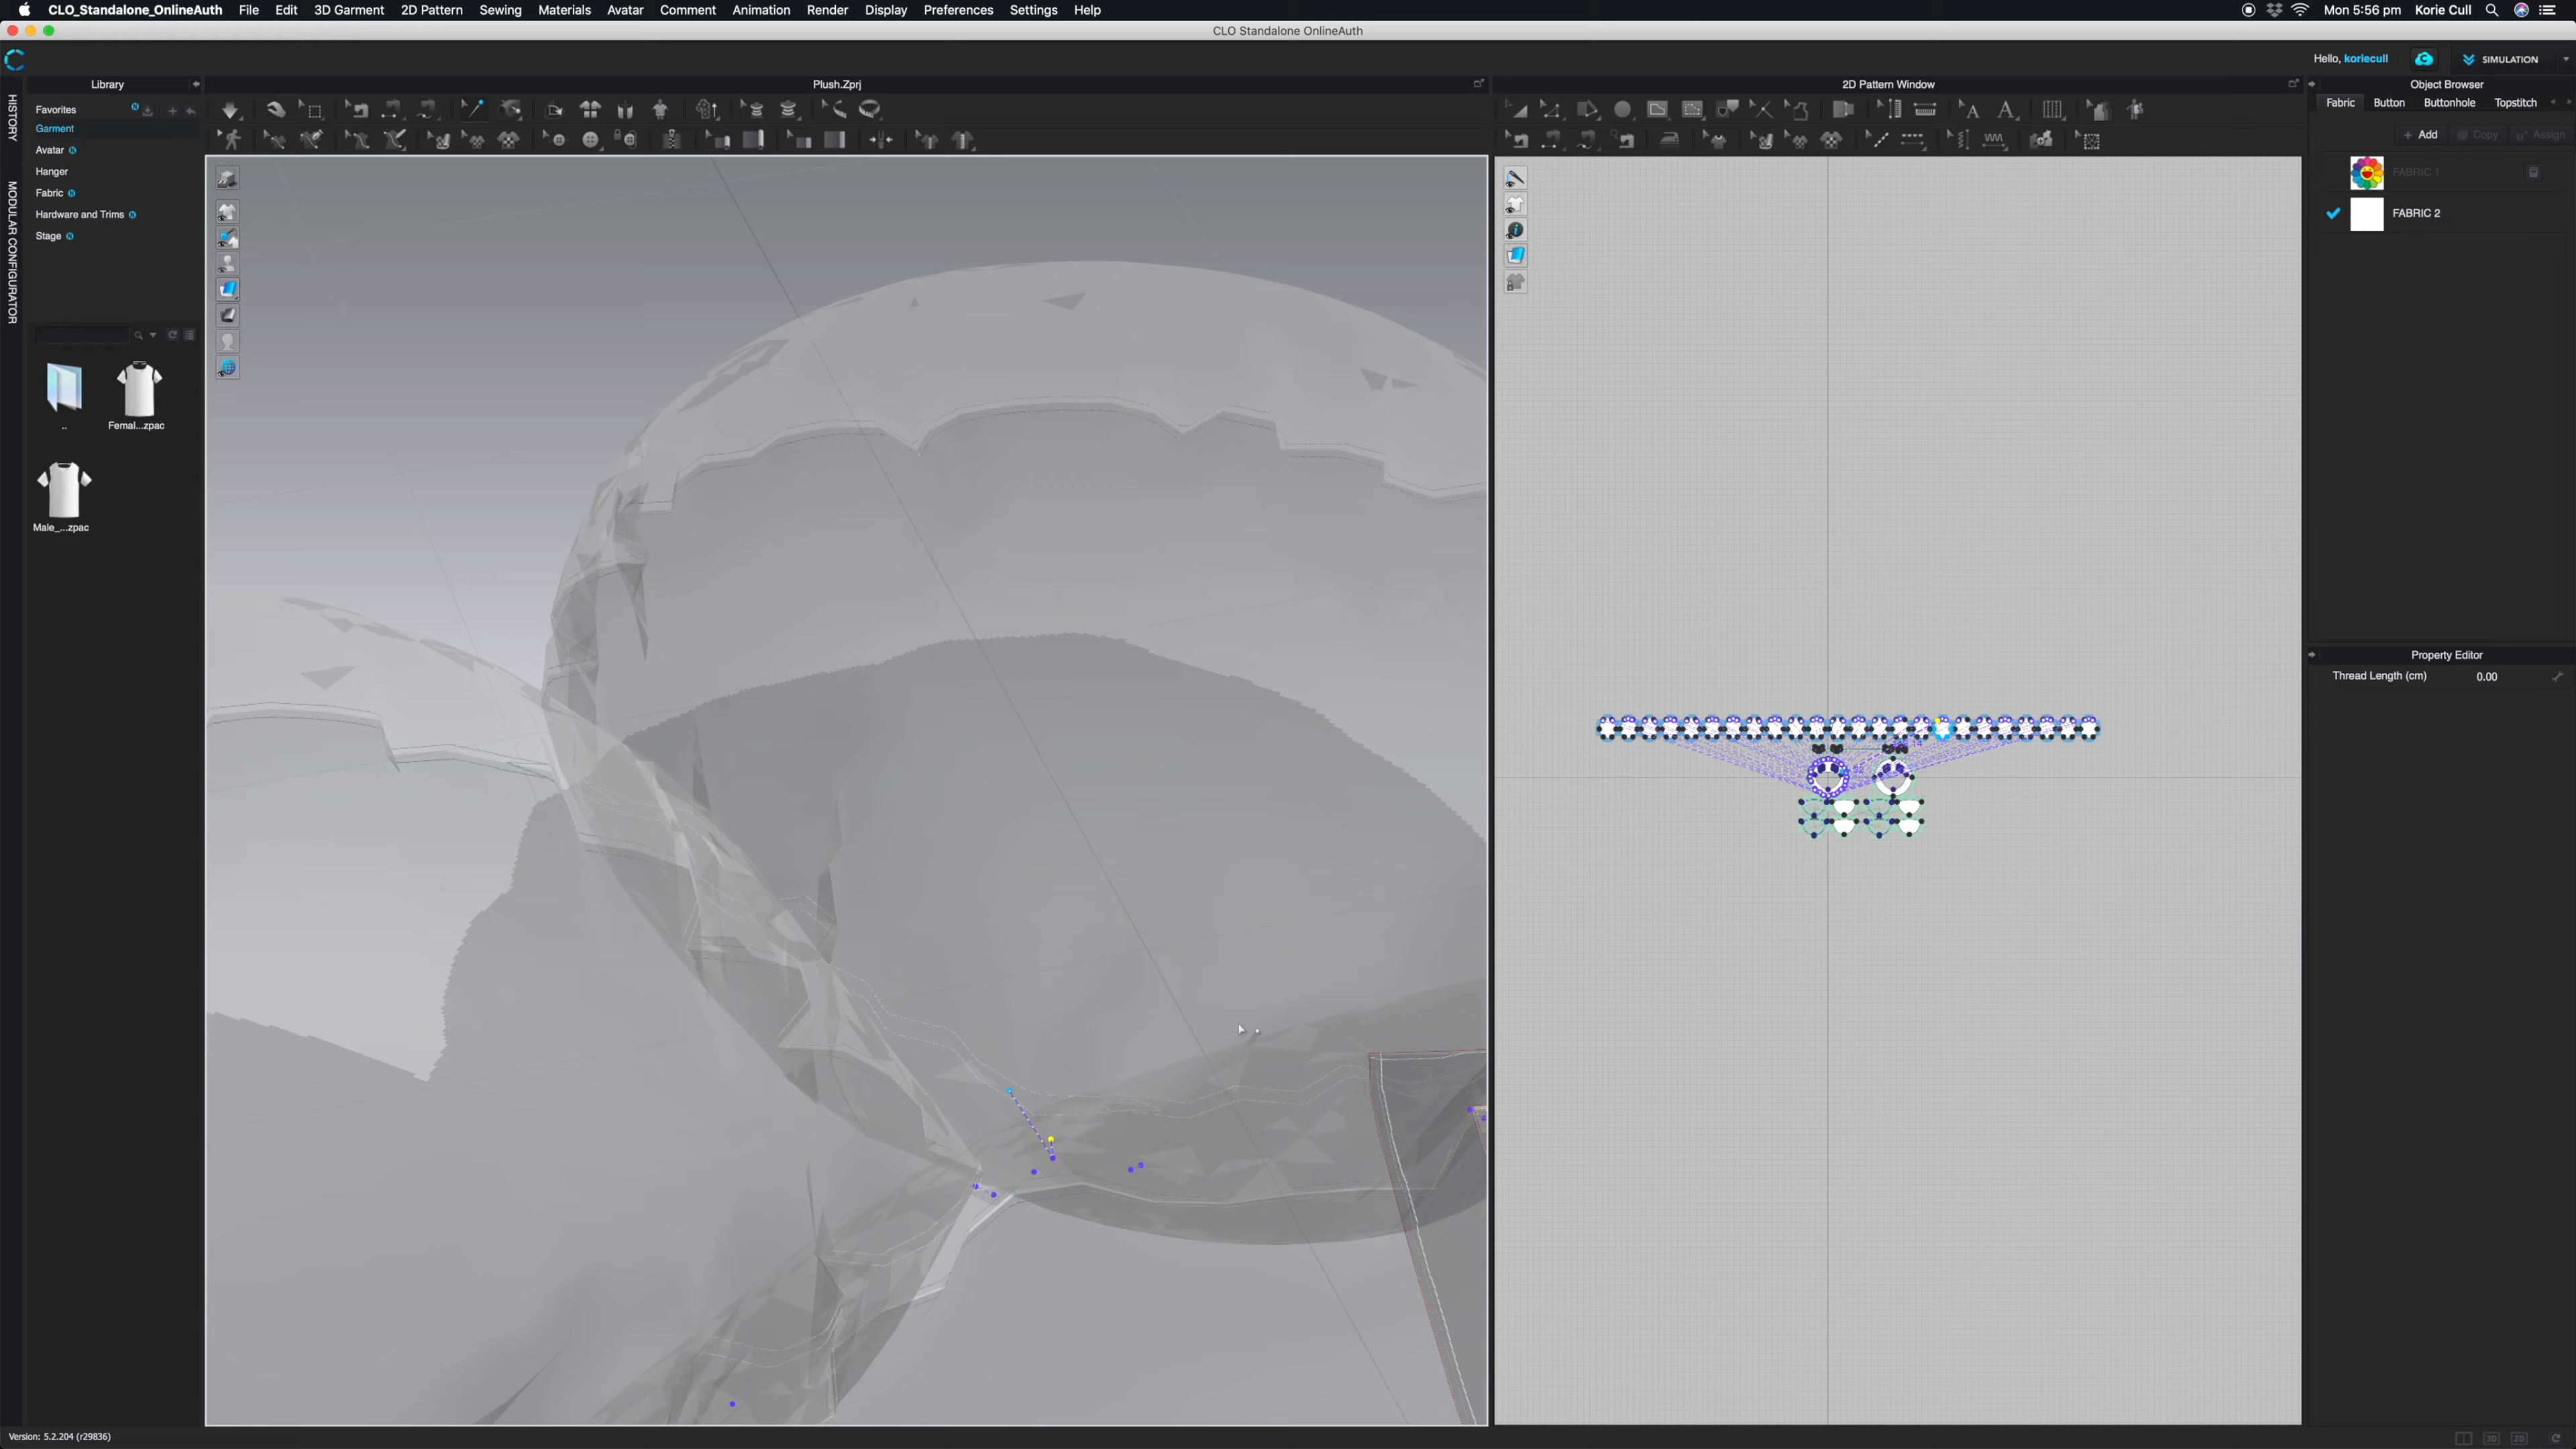 CLO_Standalone_OnlineAuth File Edit 3D Garment 2D Pattern Sewing Materials Avatar Comment Animation Render Display Preferences Settings Help Mon 5:56 pm Korie Cull
CLO Standalone OnlineAuth
Hello, koriecull SIMULATION
Library Plush.Zprj 2D Pattern Window Object Browser
HISTORY
MODULAR CONFIGURATOR
Favorites
Garment
Avatar
Hanger
Fabric
Hardware and Trims
Stage
..
Femal...zpac
Male_...zpac
Fabric Button Buttonhole Topstitch
+ Add Copy Assign
FABRIC 1
FABRIC 2
Property Editor
Thread Length (cm) 0.00
Version: 5.2.204 (r29836)
3D 2D